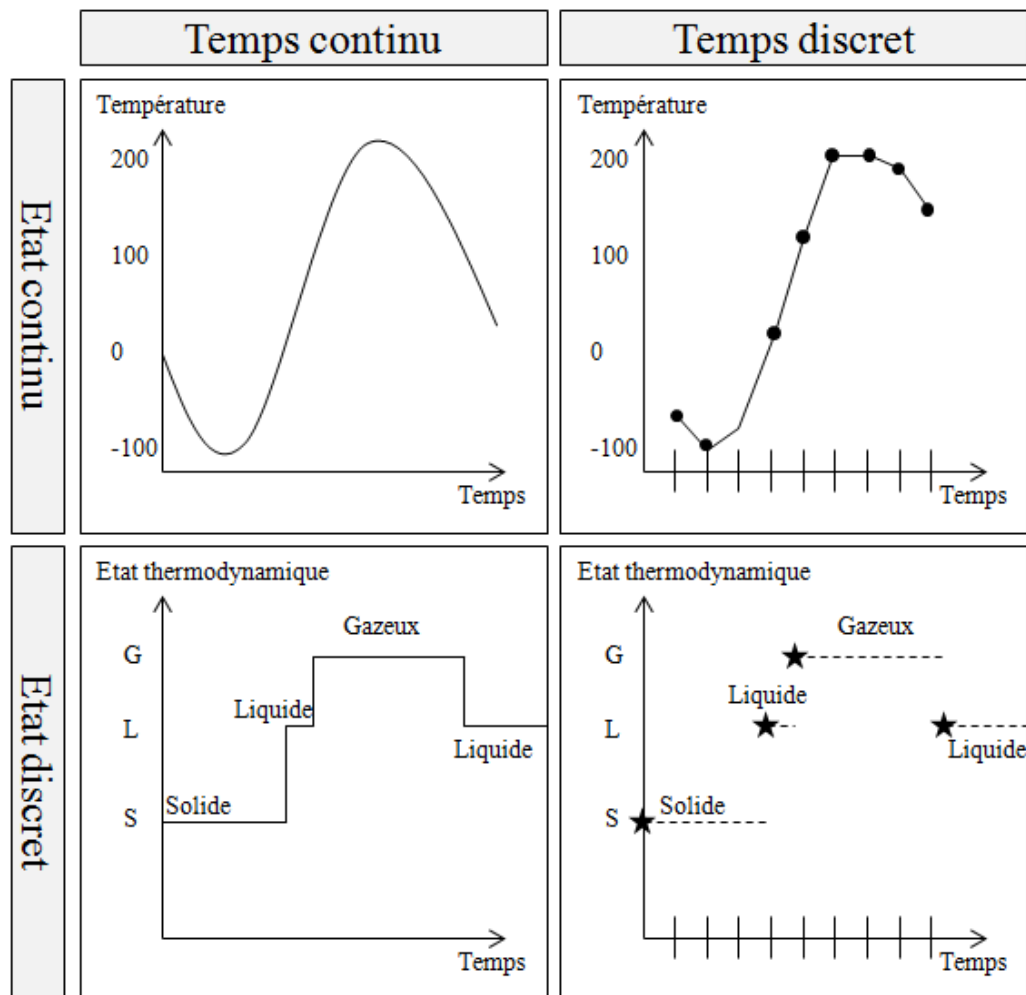 Temps continu
Temps discret
Etat continu
Température
200
100
0
-100
Temps
Température
200
100
0
-100
Temps
Etat discret
Etat thermodynamique
G
Gazeux
Liquide
L
Liquide
Solide
S
Temps
Etat thermodynamique
G
Gazeux
Liquide
L
Liquide
Solide
S
Temps